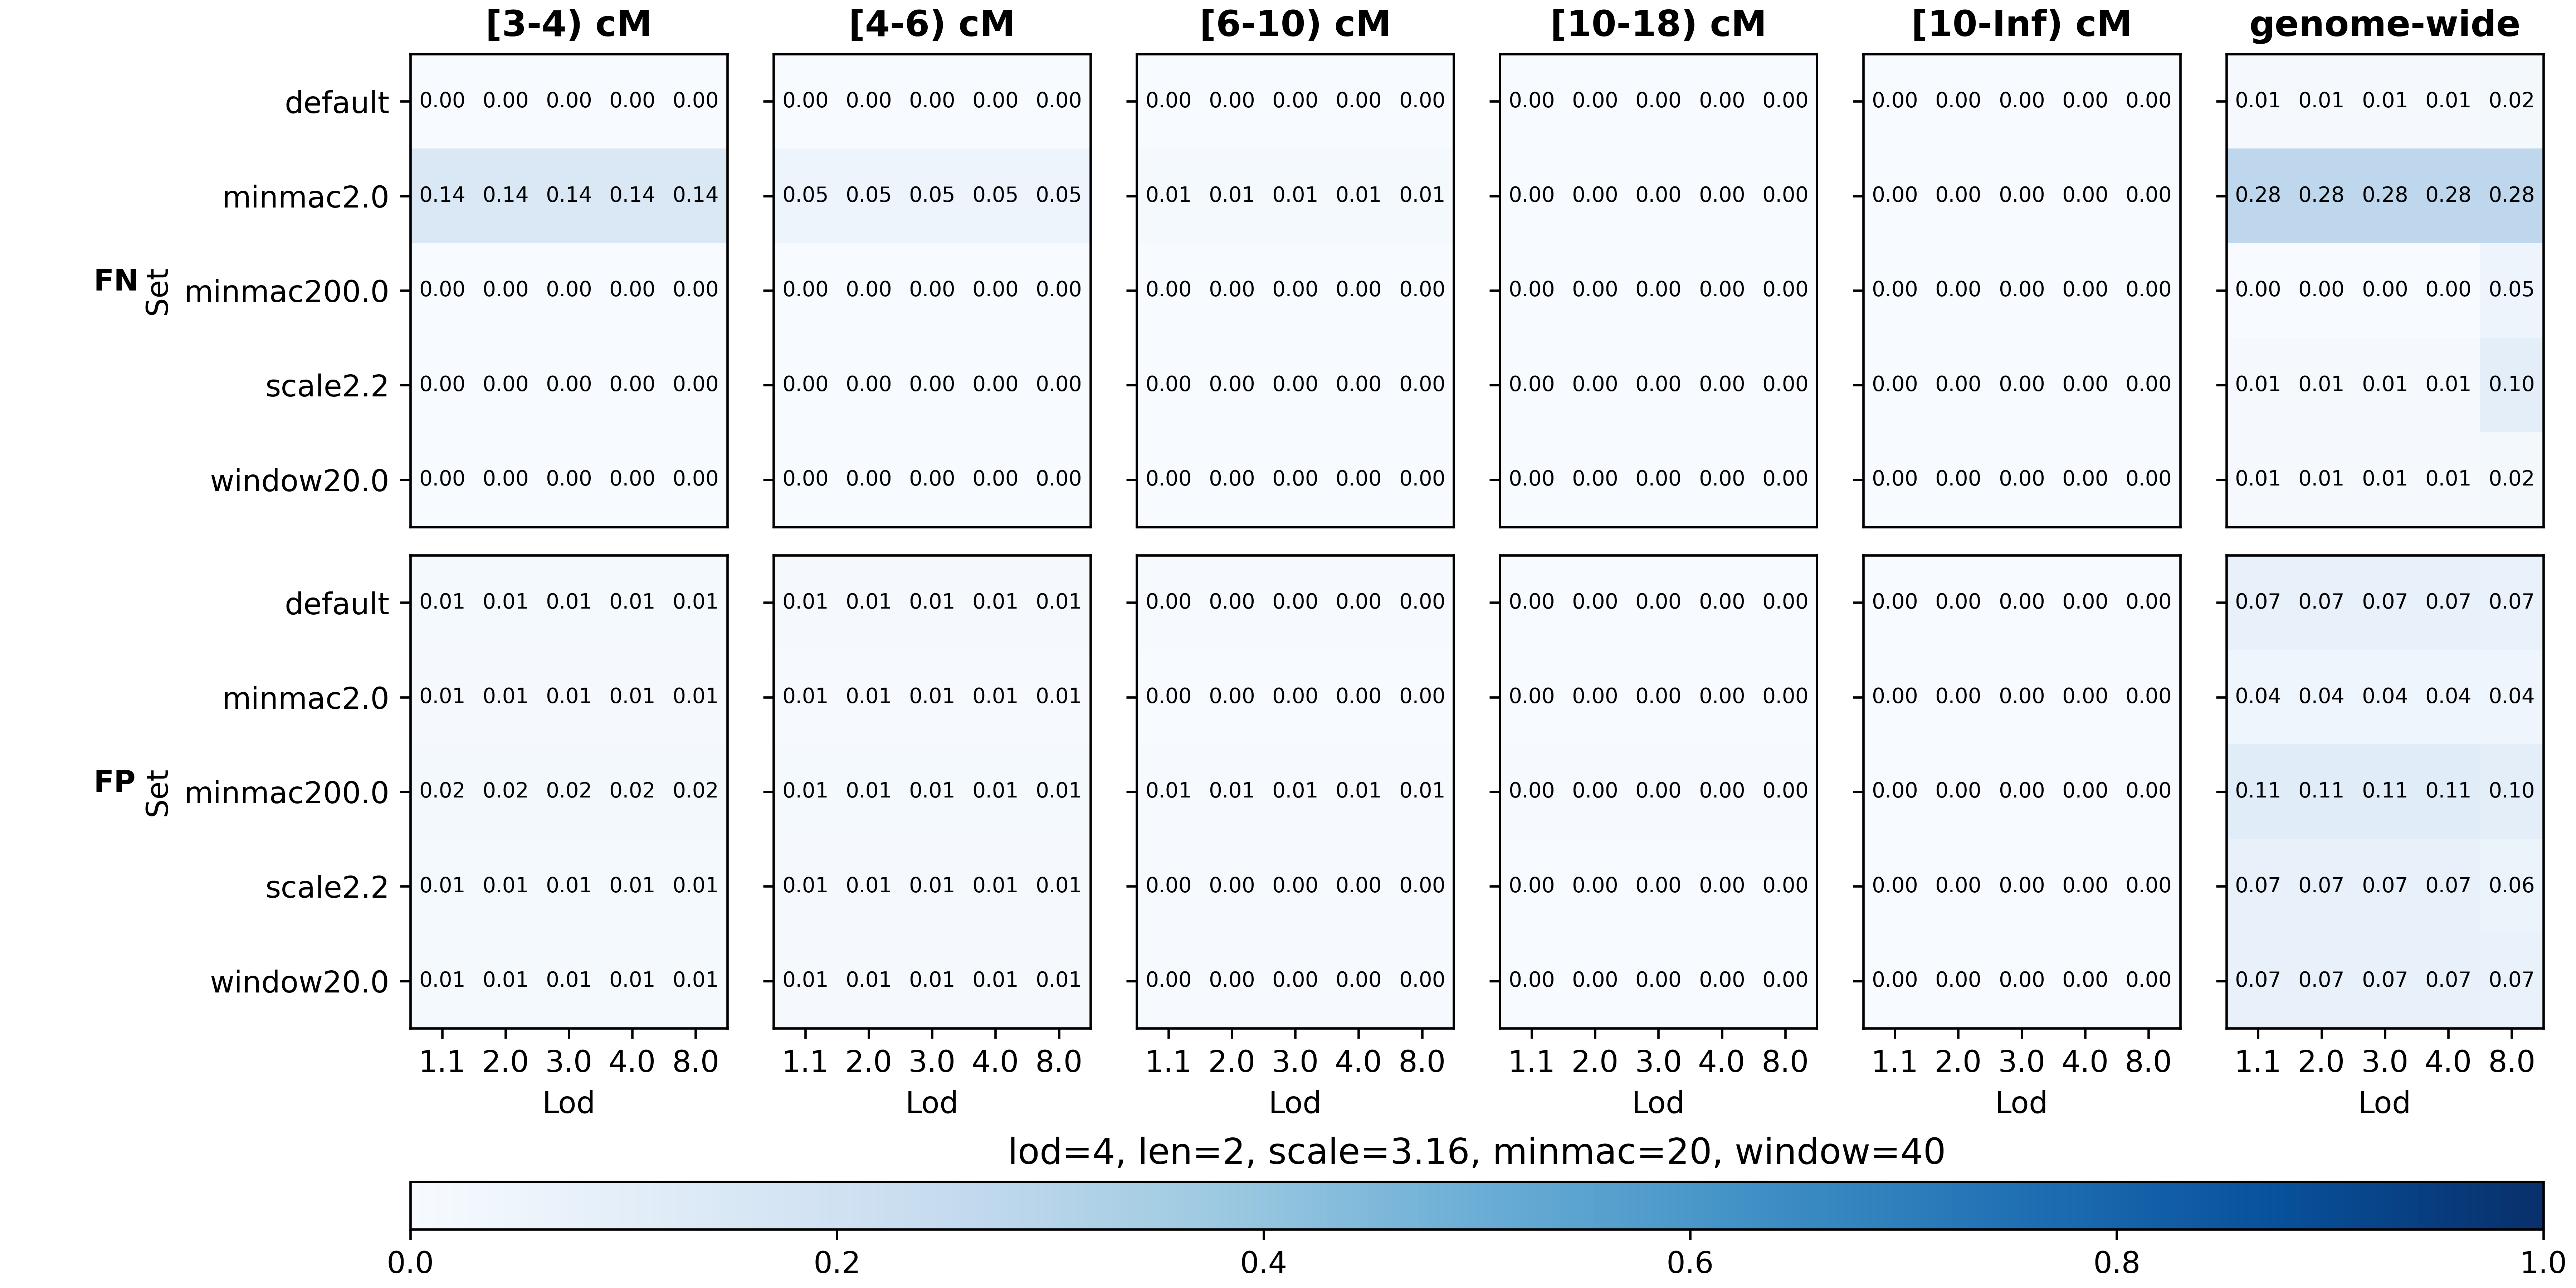 [3-4) cM [4-6) cM [6-10) cM [10-18) cM [10-Inf) cM genome-wide
FN
Set
default 0.00 0.00 0.00 0.00 0.00 0.00 0.00 0.00 0.00 0.00 0.00 0.00 0.00 0.00 0.00 0.00 0.00 0.00 0.00 0.00 0.00 0.00 0.00 0.00 0.00 0.01 0.01 0.01 0.01 0.02
minmac2.0 0.14 0.14 0.14 0.14 0.14 0.05 0.05 0.05 0.05 0.05 0.01 0.01 0.01 0.01 0.01 0.00 0.00 0.00 0.00 0.00 0.00 0.00 0.00 0.00 0.00 0.28 0.28 0.28 0.28 0.28
minmac200.0 0.00 0.00 0.00 0.00 0.00 0.00 0.00 0.00 0.00 0.00 0.00 0.00 0.00 0.00 0.00 0.00 0.00 0.00 0.00 0.00 0.00 0.00 0.00 0.00 0.00 0.00 0.00 0.00 0.00 0.05
scale2.2 0.00 0.00 0.00 0.00 0.00 0.00 0.00 0.00 0.00 0.00 0.00 0.00 0.00 0.00 0.00 0.00 0.00 0.00 0.00 0.00 0.00 0.00 0.00 0.00 0.00 0.01 0.01 0.01 0.01 0.10
window20.0 0.00 0.00 0.00 0.00 0.00 0.00 0.00 0.00 0.00 0.00 0.00 0.00 0.00 0.00 0.00 0.00 0.00 0.00 0.00 0.00 0.00 0.00 0.00 0.00 0.00 0.01 0.01 0.01 0.01 0.02
FP
Set
default 0.01 0.01 0.01 0.01 0.01 0.01 0.01 0.01 0.01 0.01 0.00 0.00 0.00 0.00 0.00 0.00 0.00 0.00 0.00 0.00 0.00 0.00 0.00 0.00 0.00 0.07 0.07 0.07 0.07 0.07
minmac2.0 0.01 0.01 0.01 0.01 0.01 0.01 0.01 0.01 0.01 0.01 0.00 0.00 0.00 0.00 0.00 0.00 0.00 0.00 0.00 0.00 0.00 0.00 0.00 0.00 0.00 0.04 0.04 0.04 0.04 0.04
minmac200.0 0.02 0.02 0.02 0.02 0.02 0.01 0.01 0.01 0.01 0.01 0.01 0.01 0.01 0.01 0.01 0.00 0.00 0.00 0.00 0.00 0.00 0.00 0.00 0.00 0.00 0.11 0.11 0.11 0.11 0.10
scale2.2 0.01 0.01 0.01 0.01 0.01 0.01 0.01 0.01 0.01 0.01 0.00 0.00 0.00 0.00 0.00 0.00 0.00 0.00 0.00 0.00 0.00 0.00 0.00 0.00 0.00 0.07 0.07 0.07 0.07 0.06
window20.0 0.01 0.01 0.01 0.01 0.01 0.01 0.01 0.01 0.01 0.01 0.00 0.00 0.00 0.00 0.00 0.00 0.00 0.00 0.00 0.00 0.00 0.00 0.00 0.00 0.00 0.07 0.07 0.07 0.07 0.07
1.1 2.0 3.0 4.0 8.0 1.1 2.0 3.0 4.0 8.0 1.1 2.0 3.0 4.0 8.0 1.1 2.0 3.0 4.0 8.0 1.1 2.0 3.0 4.0 8.0 1.1 2.0 3.0 4.0 8.0
Lod Lod Lod Lod Lod Lod
lod=4, len=2, scale=3.16, minmac=20, window=40
0.0 0.2 0.4 0.6 0.8 1.0